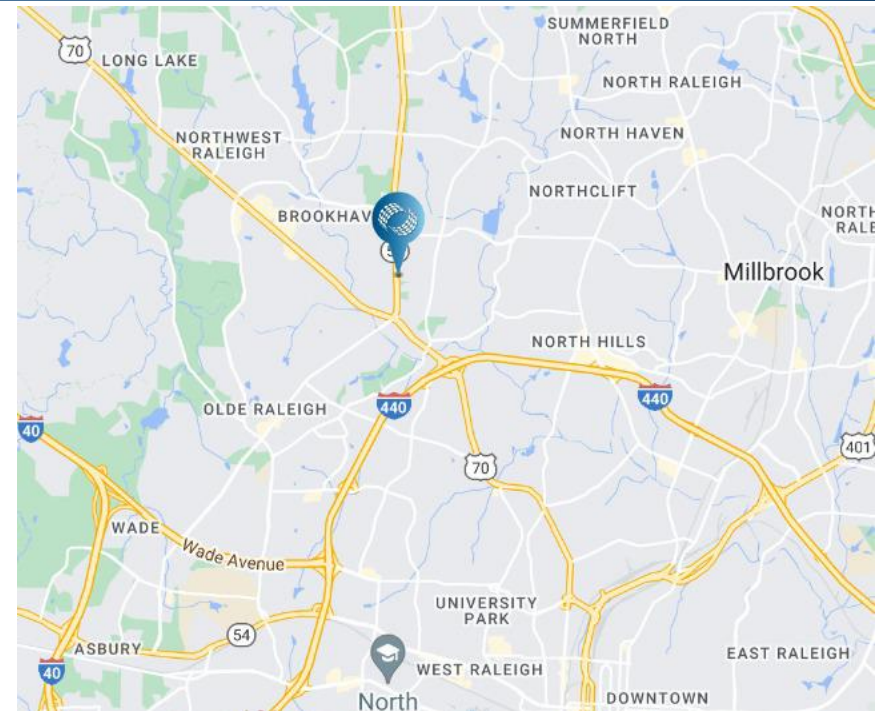 SUMMERFIELD
NORTH
70
LONG LAKE
NORTH RALEIGH
NORTHWEST
RALEIGH
NORTH HAVEN
NORTHCLIFT
BROOKHAV
NORTH
RALE
Millbrook
NORTH HILLS
440
440
OLDE RALEIGH
40
401
70
WADE
Wade Avenue
UNIVERSITY
PARK
54
ASBURY
EAST RALEIGH
WEST RALEIGH
40
North
DOWNTOWN